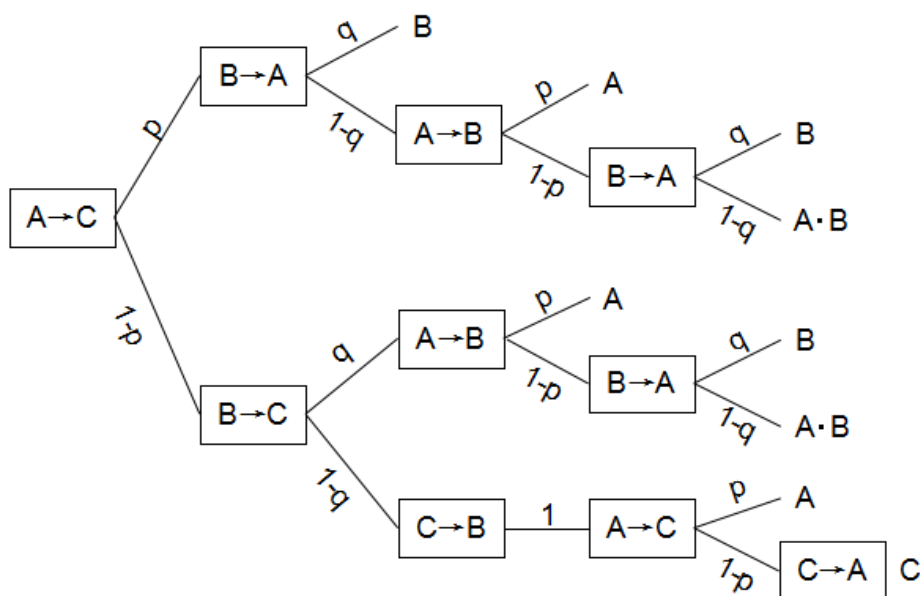 q B
B→A
p A
p 1-q A→B q B
1-p B→A
A→C 1-q A·B
p A
1-p q A→B q B
1-p B→A
B→C 1-q A·B
1-q p A
C→B 1 A→C
1-p C→A C